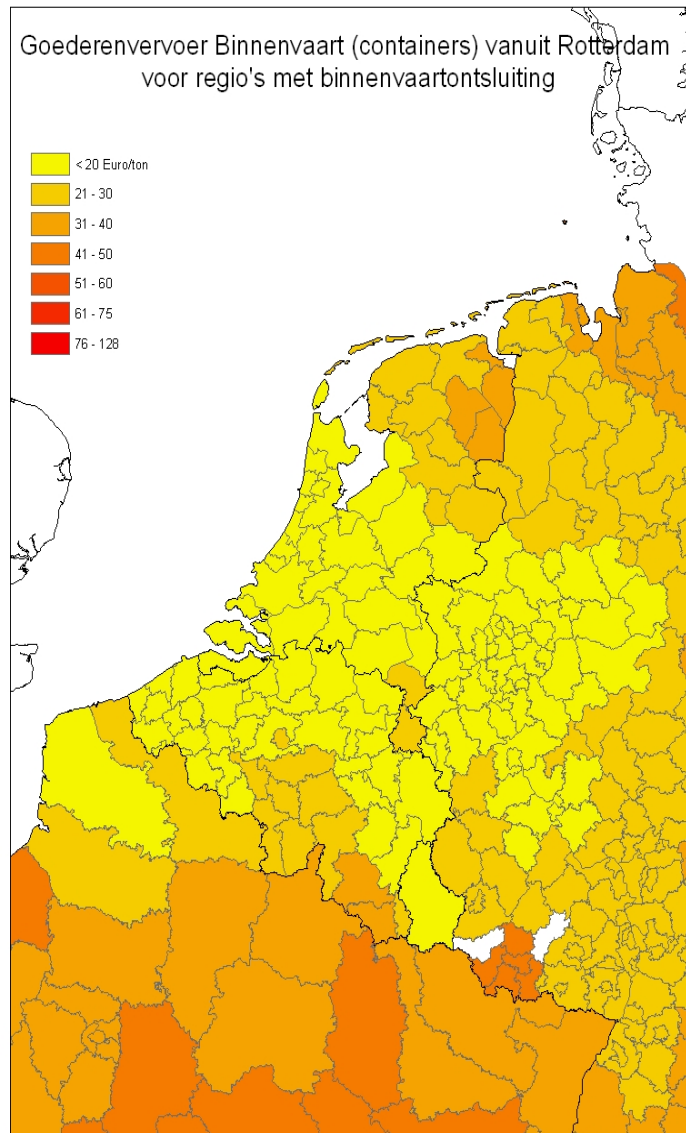 Goederenvervoer Binnenvaart (containers) vanuit Rotterdam
voor regio's met binnenvaartontsluiting
< 20 Euro/ton
21 - 30
31 - 40
41 - 50
51 - 60
61 - 75
76 - 128